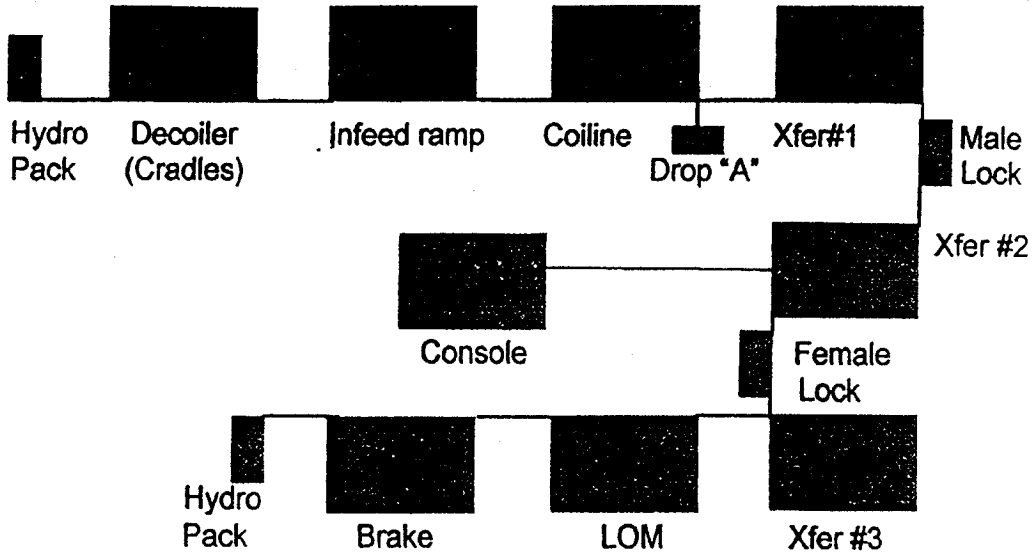 Hydro
Pack
Decoiler
(Cradles)
Infeed ramp
Coiline
Drop "A"
Xfer#1
Male
Lock
Xfer #2
Console
Female
Lock
Hydro
Pack
Brake
LOM
Xfer #3